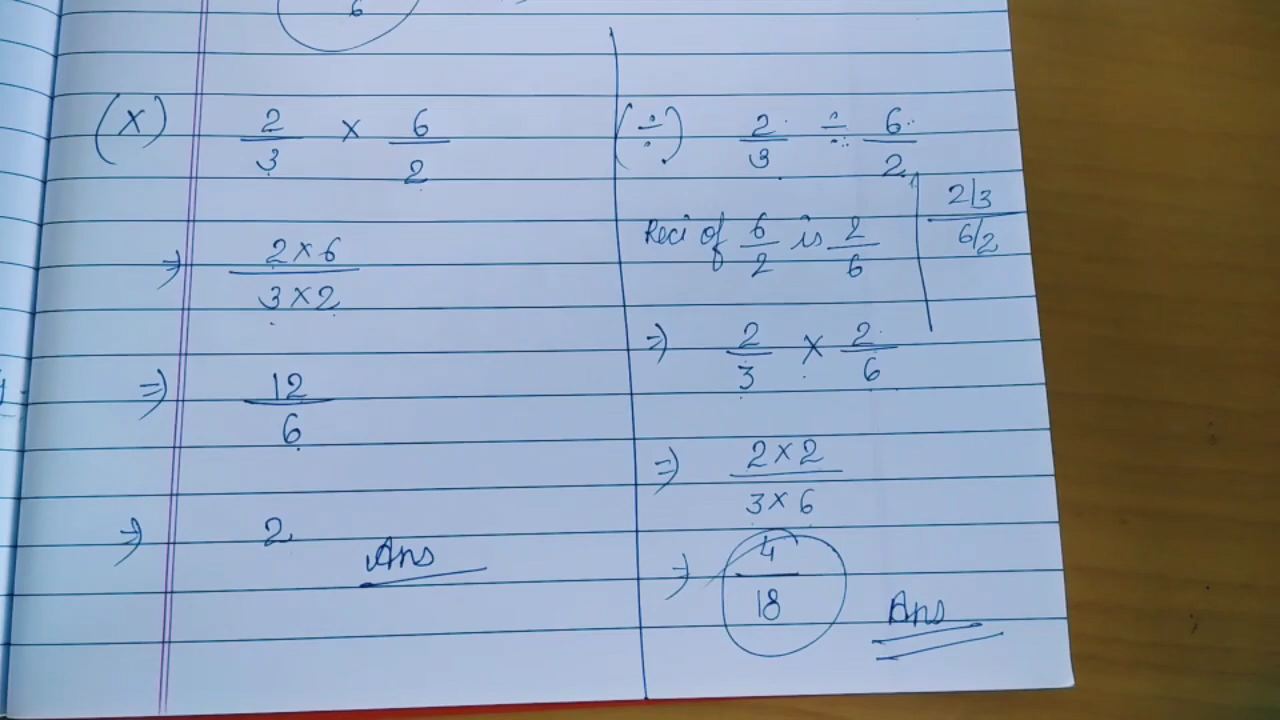 6
(×) 2/3 × 6/2
⇒ 2×6 / 3×2
⇒ 12/6
⇒ 2 Ans
(÷) 2/3 ÷ 6/2
Reci of 6/2 is 2/6
2/3 / 6/2
⇒ 2/3 × 2/6
⇒ 2×2 / 3×6
⇒ 4/18 Ans